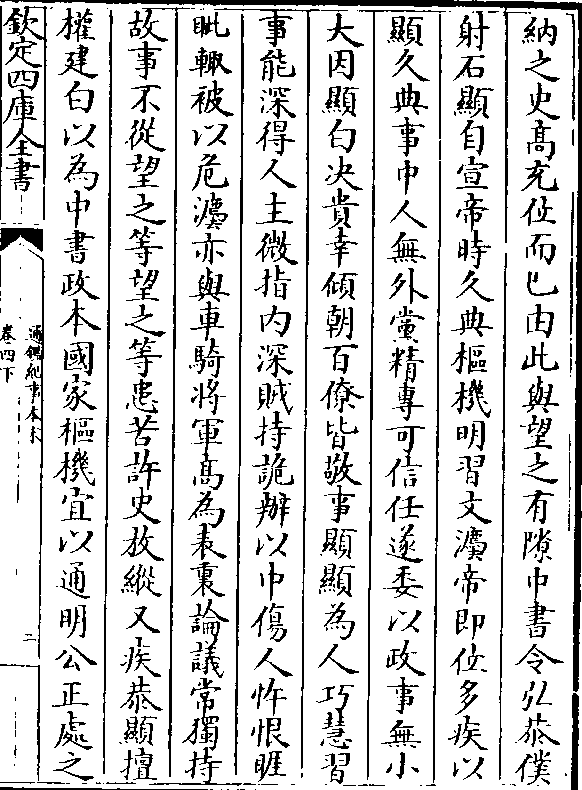 納之史髙充位而已由此與望之有隙中書令弘恭僕
射石顯自宣帝時久典樞機明習文灋帝即位多疾以
顯久典事中人無外黨精專可信任遂委以政事無小
大因顯白决貴幸傾朝百僚皆敬事顯顯為人巧慧習
事能深得人主微指内深賊持詭辯以中傷人忤恨睚
眦輙被以危灋亦與車騎將軍髙為表裏論議常獨持
故事不從望之等望之等患苦許史放縱又疾恭顯擅
權建白以為中書政本國家樞機宜以通明公正處之
欽定四庫全書
通鑑紀事本末
卷四下
二